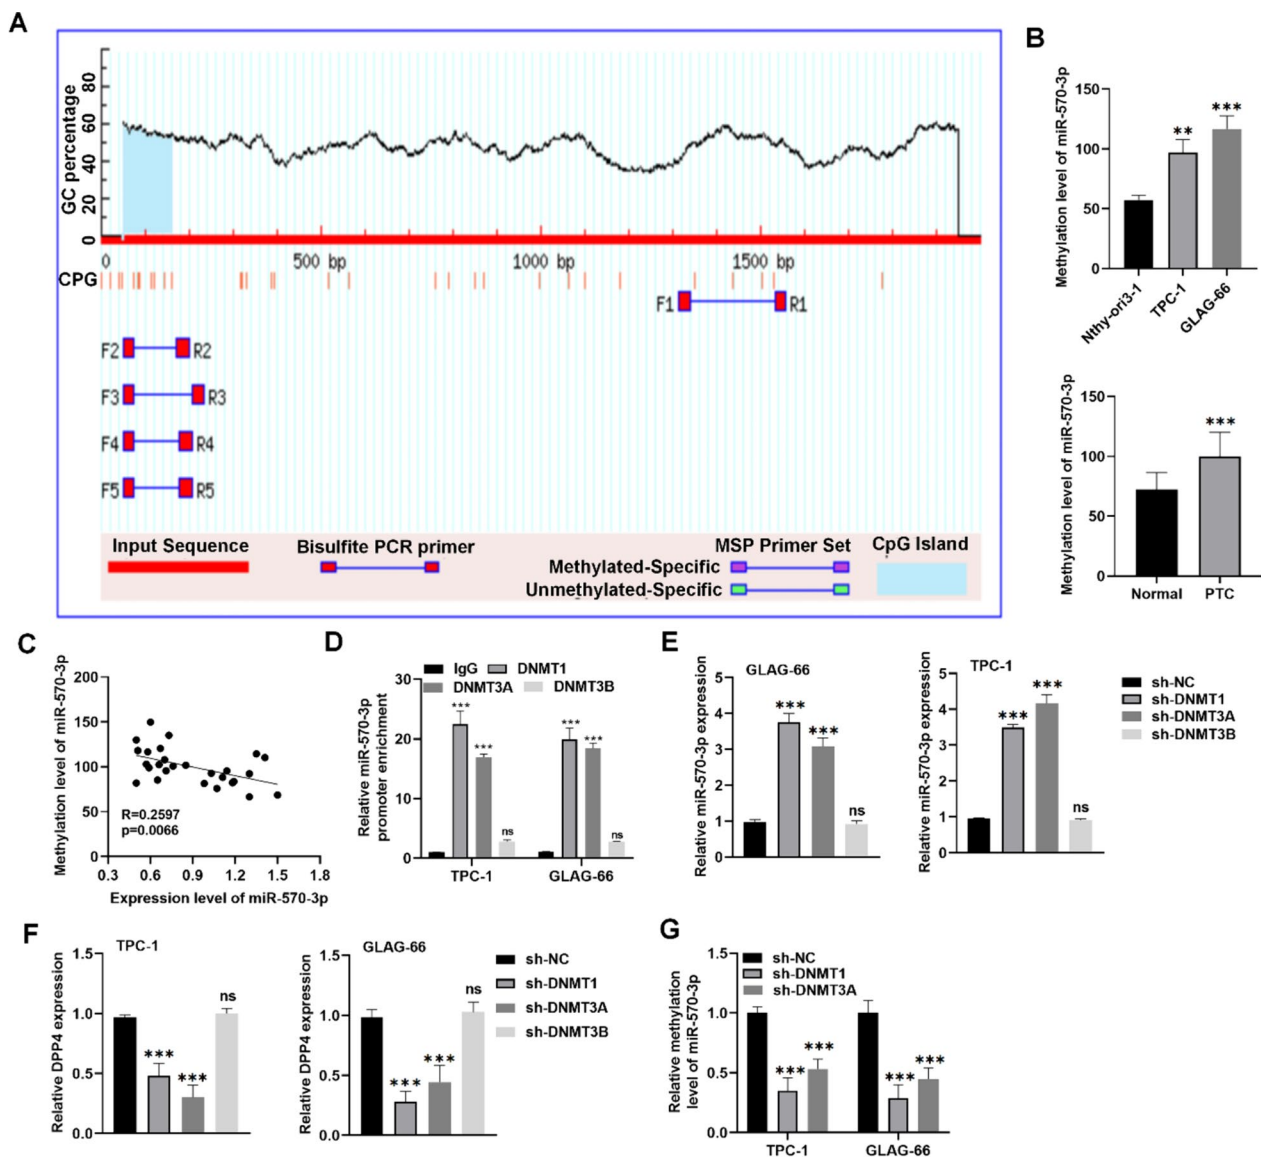 A
GC percentage
0 20 40 60 80
0 500 bp 1000 bp 1500 bp
CPG
F1 R1
F2 R2
F3 R3
F4 R4
F5 R5
Input Sequence
Bisulfite PCR primer
MSP Primer Set
CpG Island
Methylated-Specific
Unmethylated-Specific
B
Methylation level of miR-570-3p
150
100
50
0
**
***
Nthy-ori3-1
TPC-1
GLAG-66
Methylation level of miR-570-3p
150
100
50
0
***
Normal PTC
C
Methylation level of miR-570-3p
200
150
100
50
0
R=0.2597
p=0.0066
0.3 0.6 0.9 1.2 1.5 1.8
Expression level of miR-570-3p
D
IgG DNMT1
DNMT3A DNMT3B
Relative miR-570-3p
promoter enrichment
30
20
10
0
*** *** ns *** *** ns
TPC-1 GLAG-66
E
GLAG-66
Relative miR-570-3p expression
5
4
3
2
1
0
*** *** ns
TPC-1
Relative miR-570-3p expression
5
4
3
2
1
0
*** *** ns
sh-NC
sh-DNMT1
sh-DNMT3A
sh-DNMT3B
F
TPC-1
Relative DPP4 expression
1.5
1.0
0.5
0.0
*** *** ns
GLAG-66
Relative DPP4 expression
1.5
1.0
0.5
0.0
*** *** ns
sh-NC
sh-DNMT1
sh-DNMT3A
sh-DNMT3B
G
sh-NC
sh-DNMT1
sh-DNMT3A
Relative methylation
level of miR-570-3p
1.5
1.0
0.5
0.0
*** *** *** ***
TPC-1 GLAG-66